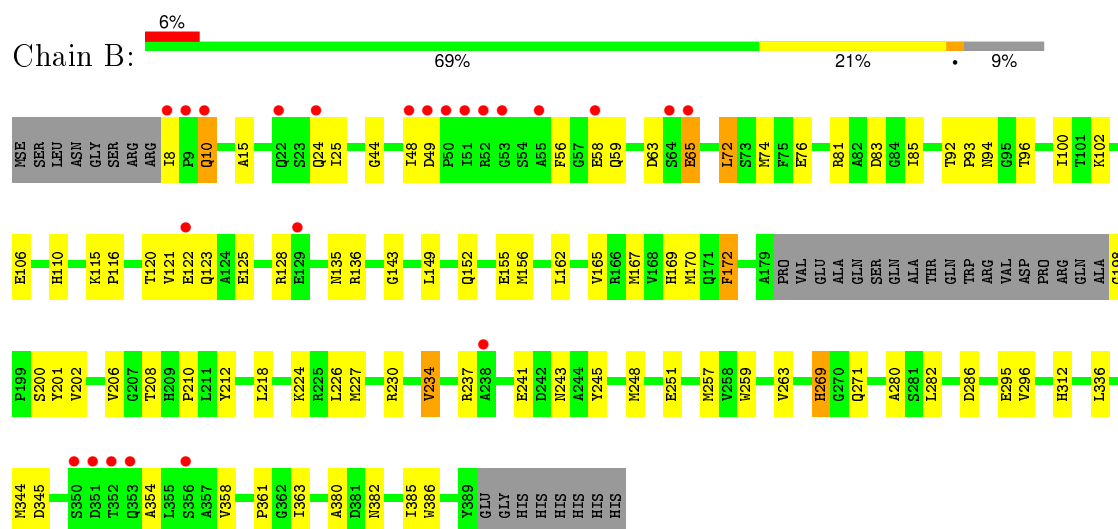 6%
Chain B:
69% 21% • 9%
MSE SER LEU ASN GLY SER ARG ARG I8 P9 Q10 A15 Q22 S23 Q24 I25 G44 I48 D49 P50 I51 R52 G53 S54 A55 F56 G57 E58 Q59 D63 S64 E65 L72 S73 M74 F75 E76 R81 A82 D83 G84 I85 T92 P93 N94 G95 T96 I100 T101 K102
E106 H110 K115 P116 T120 V121 E122 Q123 A124 E125 R128 E129 N135 R136 G143 L149 Q152 E155 M156 L162 V165 R166 M167 V168 H169 M170 Q171 F172 A179 PRO VAL GLU ALA GLN SER GLN ALA THR GLN TRP ARG VAL ASP PRO ARG GLN ALA G198
P199 S200 Y201 V202 V206 G207 T208 H209 P210 L211 Y212 L218 K224 R225 L226 M227 R230 V234 R237 A238 E241 D242 N243 A244 Y245 M248 E251 M257 V258 W259 V263 H269 G270 Q271 A280 S281 L282 D286 E295 V296 H312 L336
M344 D345 S350 D351 T352 Q353 A354 L355 S356 A357 V358 P361 G362 I363 A380 D381 N382 I385 W386 Y389 GLU GLY HIS HIS HIS HIS HIS HIS